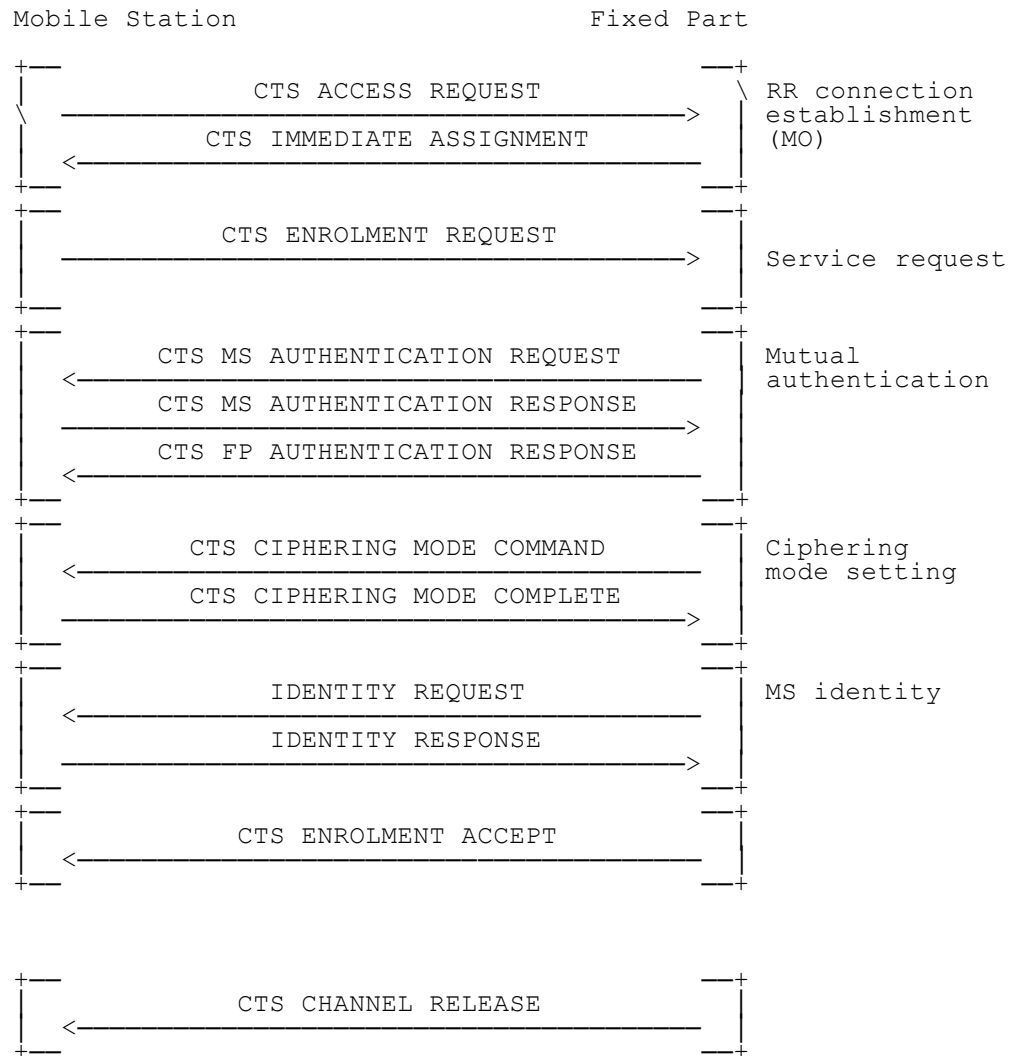 Mobile Station Fixed Part
CTS ACCESS REQUEST RR connection
establishment
CTS IMMEDIATE ASSIGNMENT (MO)
CTS ENROLMENT REQUEST
Service request
CTS MS AUTHENTICATION REQUEST Mutual
authentication
CTS MS AUTHENTICATION RESPONSE
CTS FP AUTHENTICATION RESPONSE
CTS CIPHERING MODE COMMAND Ciphering
mode setting
CTS CIPHERING MODE COMPLETE
IDENTITY REQUEST MS identity
IDENTITY RESPONSE
CTS ENROLMENT ACCEPT
CTS CHANNEL RELEASE